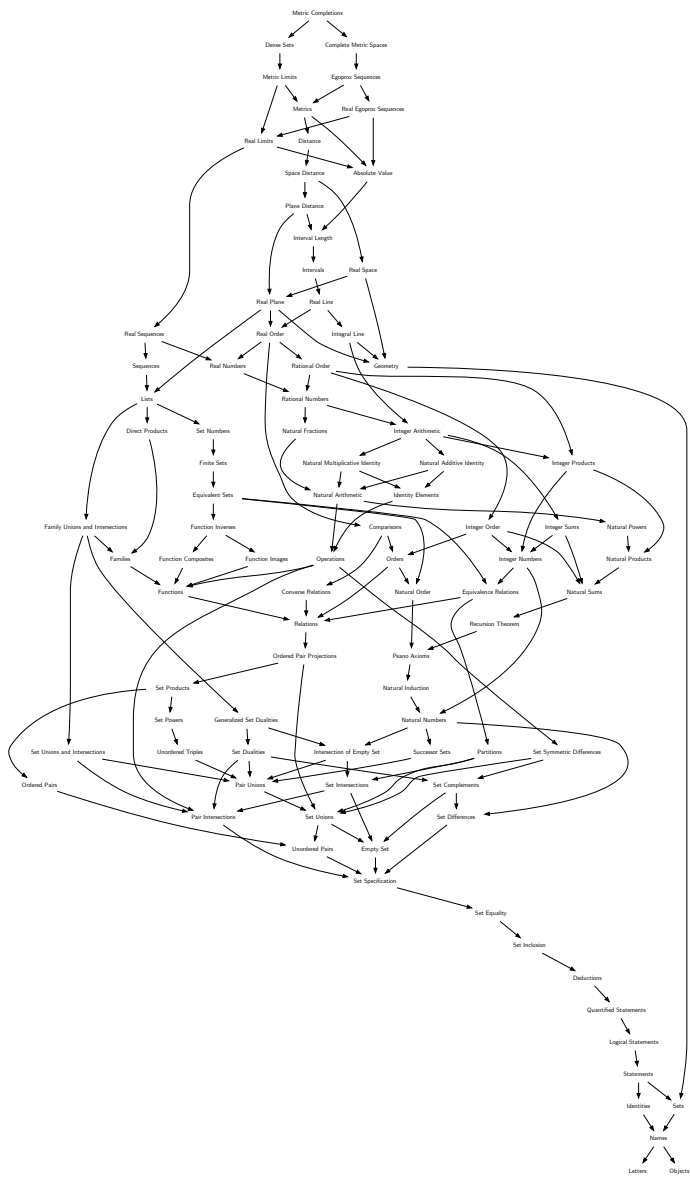 Metric Completions
Dense Sets Complete Metric Spaces
Metric Limits Egoprox Sequences
Metrics Real Egoprox Sequences
Real Limits Distance
Space Distance Absolute Value
Plane Distance
Interval Length
Intervals Real Space
Real Plane Real Line
Real Sequences Real Order Integral Line
Sequences Real Numbers Rational Order Geometry
Lists Rational Numbers
Direct Products Set Numbers Natural Fractions Integer Arithmetic
Finite Sets Natural Multiplicative Identity Natural Additive Identity Integer Products
Equivalent Sets Natural Arithmetic Identity Elements
Family Unions and Intersections Function Inverses Comparisons Integer Order Integer Sums Natural Powers
Families Function Composites Function Images Operations Orders Integer Numbers Natural Products
Functions Converse Relations Natural Order Equivalence Relations Natural Sums
Relations Recursion Theorem
Ordered Pair Projections Peano Axioms
Set Products Natural Induction
Set Powers Generalized Set Dualities Natural Numbers
Set Unions and Intersections Unordered Triples Set Dualities Intersection of Empty Set Successor Sets Partitions Set Symmetric Differences
Ordered Pairs Pair Unions Set Intersections Set Complements
Pair Intersections Set Unions Set Differences
Unordered Pairs Empty Set
Set Specification
Set Equality
Set Inclusion
Deductions
Quantified Statements
Logical Statements
Statements
Identities Sets
Names
Letters Objects